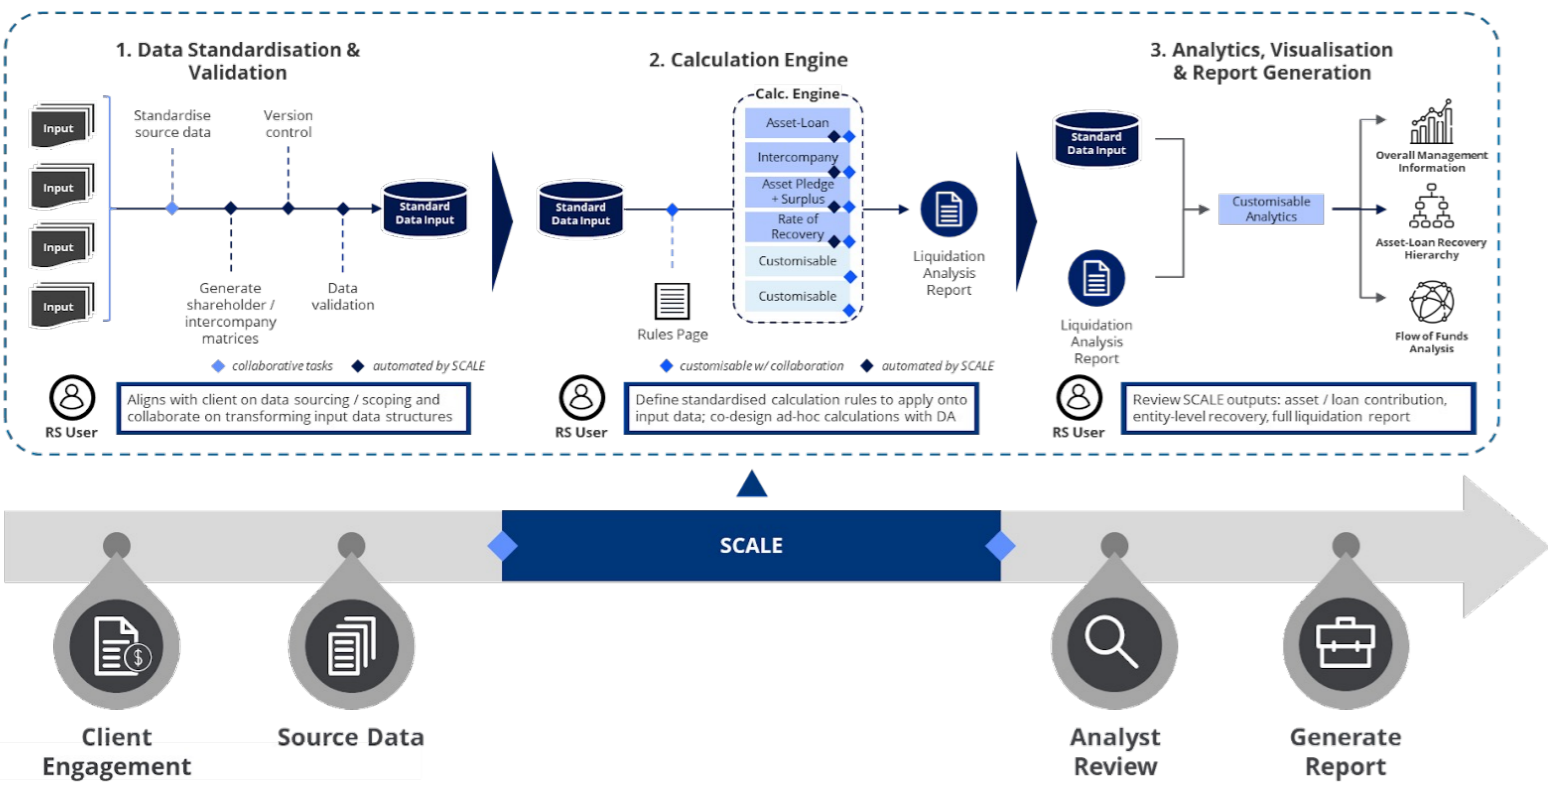 1. Data Standardisation &
Validation
Input
Input
Input
Input
Standardise
source data
Version
control
Generate
shareholder /
intercompany
matrices
Data
validation
Standard
Data Input
collaborative tasks
automated by SCALE
RS User
Aligns with client on data sourcing / scoping and
collaborate on transforming input data structures
2. Calculation Engine
Standard
Data Input
Rules Page
Calc. Engine
Asset-Loan
Intercompany
Asset Pledge
+ Surplus
Rate of
Recovery
Customisable
Customisable
Liquidation
Analysis
Report
customisable w/ collaboration
automated by SCALE
RS User
Define standardised calculation rules to apply onto
input data; co-design ad-hoc calculations with DA
3. Analytics, Visualisation
& Report Generation
Standard
Data Input
Liquidation
Analysis
Report
Customisable
Analytics
Overall Management
Information
Asset-Loan Recovery
Hierarchy
Flow of Funds
Analysis
RS User
Review SCALE outputs: asset / loan contribution,
entity-level recovery, full liquidation report
SCALE
$
Client
Engagement
Source Data
Analyst
Review
Generate
Report